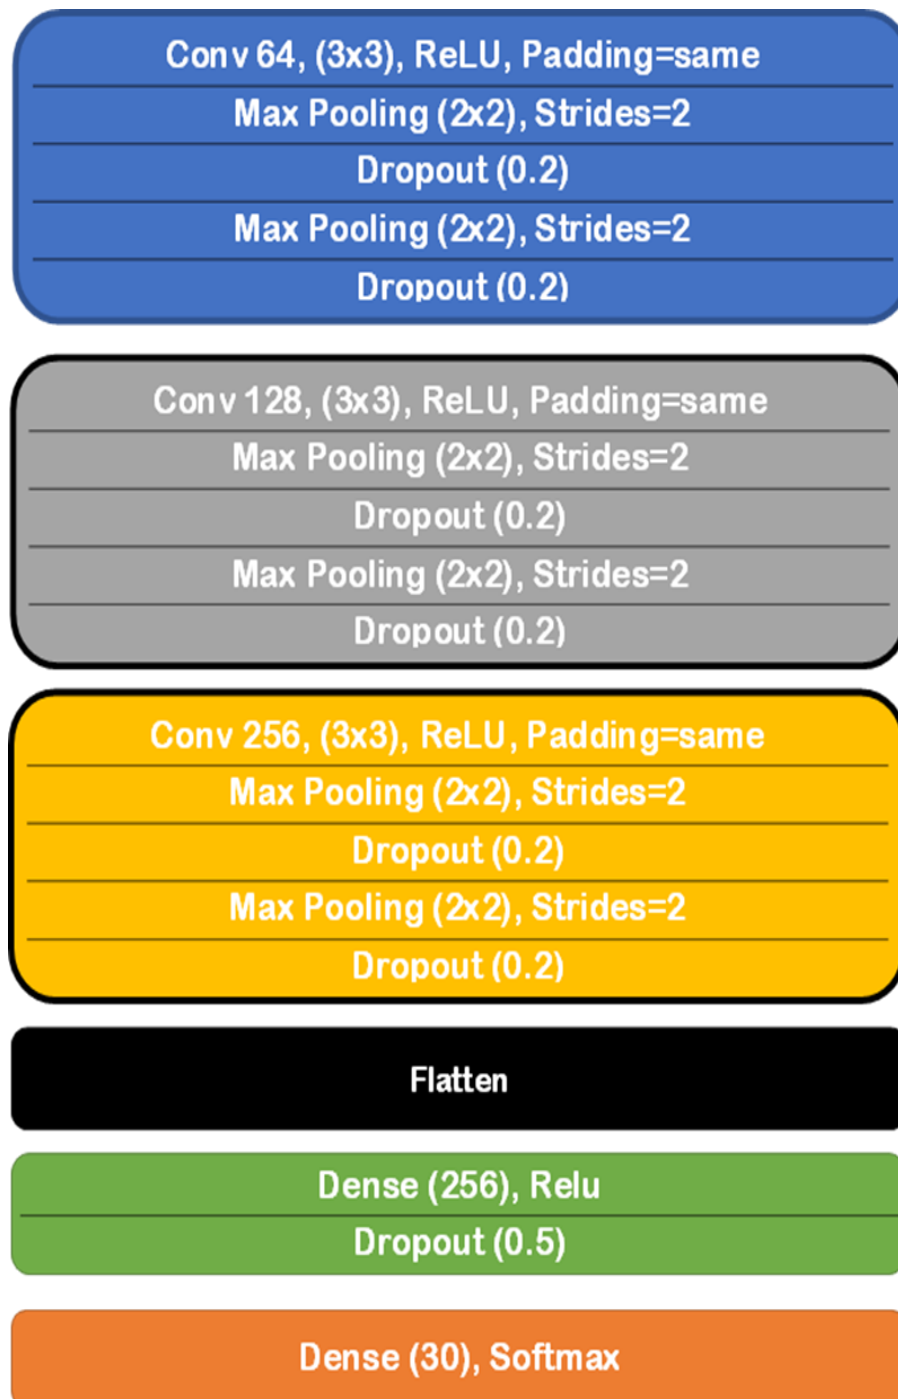 Conv 64, (3x3), ReLU, Padding=same
Max Pooling (2x2), Strides=2
Dropout (0.2)
Max Pooling (2x2), Strides=2
Dropout (0.2)
Conv 128, (3x3), ReLU, Padding=same
Max Pooling (2x2), Strides=2
Dropout (0.2)
Max Pooling (2x2), Strides=2
Dropout (0.2)
Conv 256, (3x3), ReLU, Padding=same
Max Pooling (2x2), Strides=2
Dropout (0.2)
Max Pooling (2x2), Strides=2
Dropout (0.2)
Flatten
Dense (256), Relu
Dropout (0.5)
Dense (30), Softmax